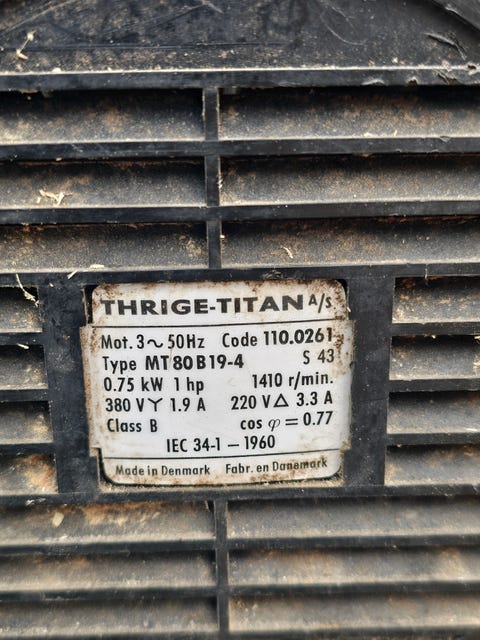 THRIGE-TITAN A/S
Mot. 3~50Hz Code 110.0261
Type MT80B19-4 S 43
0.75 kW 1 hp 1410 r/min.
380 V Y 1.9 A 220 V Δ 3.3 A
Class B cos φ = 0.77
IEC 34-1 – 1960
Made in Denmark Fabr. en Danemark